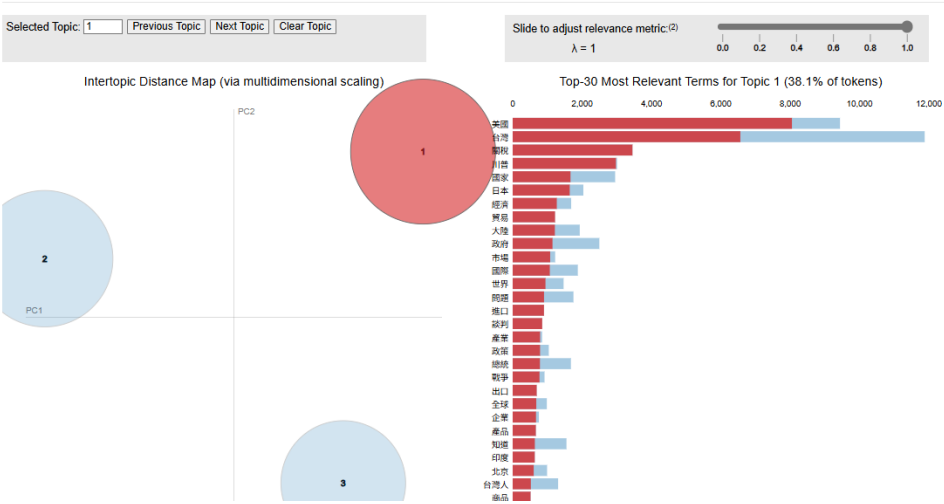 Selected Topic: 1 Previous Topic Next Topic Clear Topic
Slide to adjust relevance metric:(2)
λ = 1
0.0 0.2 0.4 0.6 0.8 1.0
Intertopic Distance Map (via multidimensional scaling)
PC2
PC1
1
2
3
Top-30 Most Relevant Terms for Topic 1 (38.1% of tokens)
0 2,000 4,000 6,000 8,000 10,000 12,000
美國
台灣
關稅
川普
國家
日本
經濟
貿易
大陸
政府
市場
國際
世界
問題
進口
談判
產業
政策
總統
戰爭
出口
全球
企業
產品
知道
印度
北京
台灣人
商品